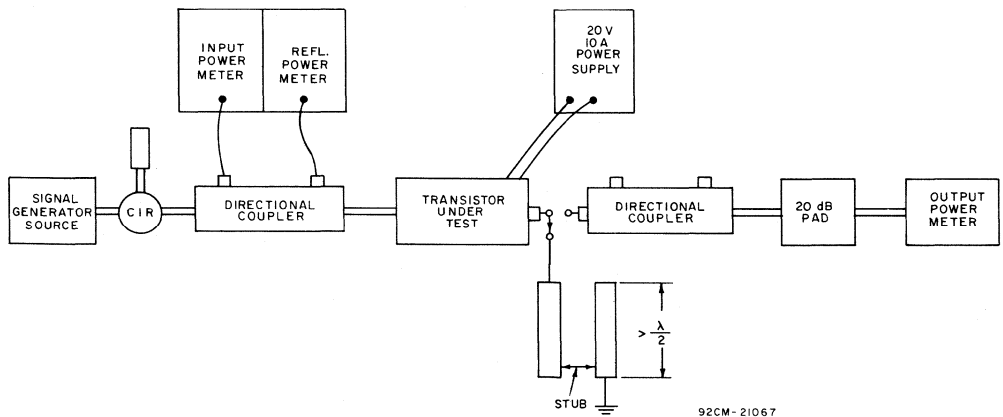 INPUT
POWER
METER
REFL.
POWER
METER
20 V
10 A
POWER
SUPPLY
SIGNAL
GENERATOR
SOURCE
CIR
DIRECTIONAL
COUPLER
TRANSISTOR
UNDER
TEST
DIRECTIONAL
COUPLER
20 dB
PAD
OUTPUT
POWER
METER
> λ/2
STUB
92CM-21067